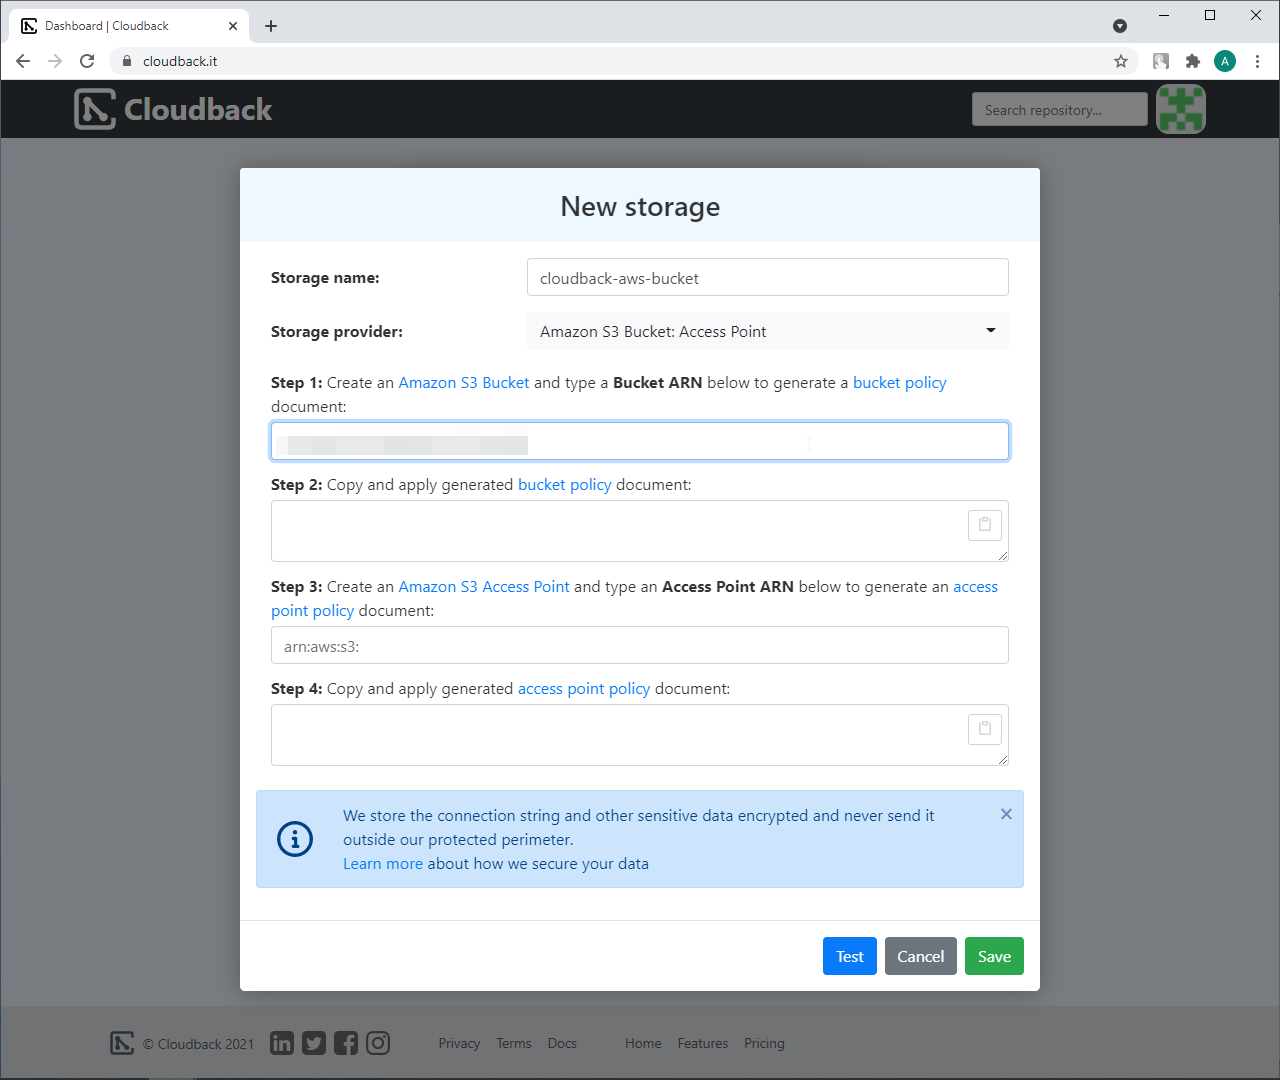 Dashboard | Cloudback
cloudback.it
A
Cloudback
Search repository...
New storage
Storage name:
cloudback-aws-bucket
Storage provider:
Amazon S3 Bucket: Access Point
Step 1: Create an Amazon S3 Bucket and type a Bucket ARN below to generate a bucket policy
document:
Step 2: Copy and apply generated bucket policy document:
Step 3: Create an Amazon S3 Access Point and type an Access Point ARN below to generate an access
point policy document:
arn:aws:s3:
Step 4: Copy and apply generated access point policy document:
We store the connection string and other sensitive data encrypted and never send it
outside our protected perimeter.
Learn more about how we secure your data
Test Cancel Save
© Cloudback 2021 Privacy Terms Docs Home Features Pricing